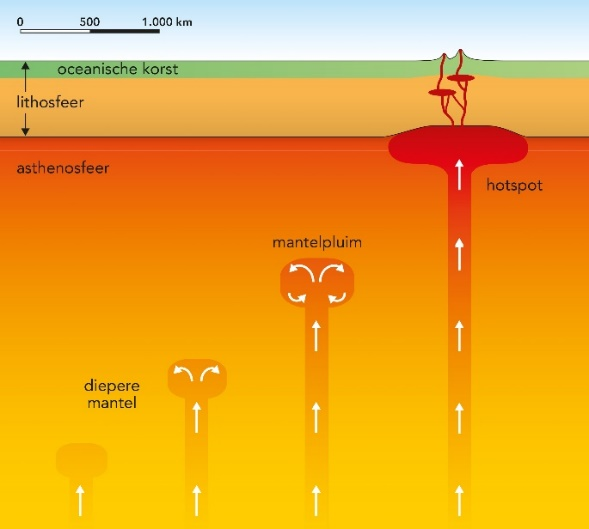 0 500 1.000 km
oceanische korst
lithosfeer
asthenosfeer
hotspot
mantelpluim
diepere
mantel